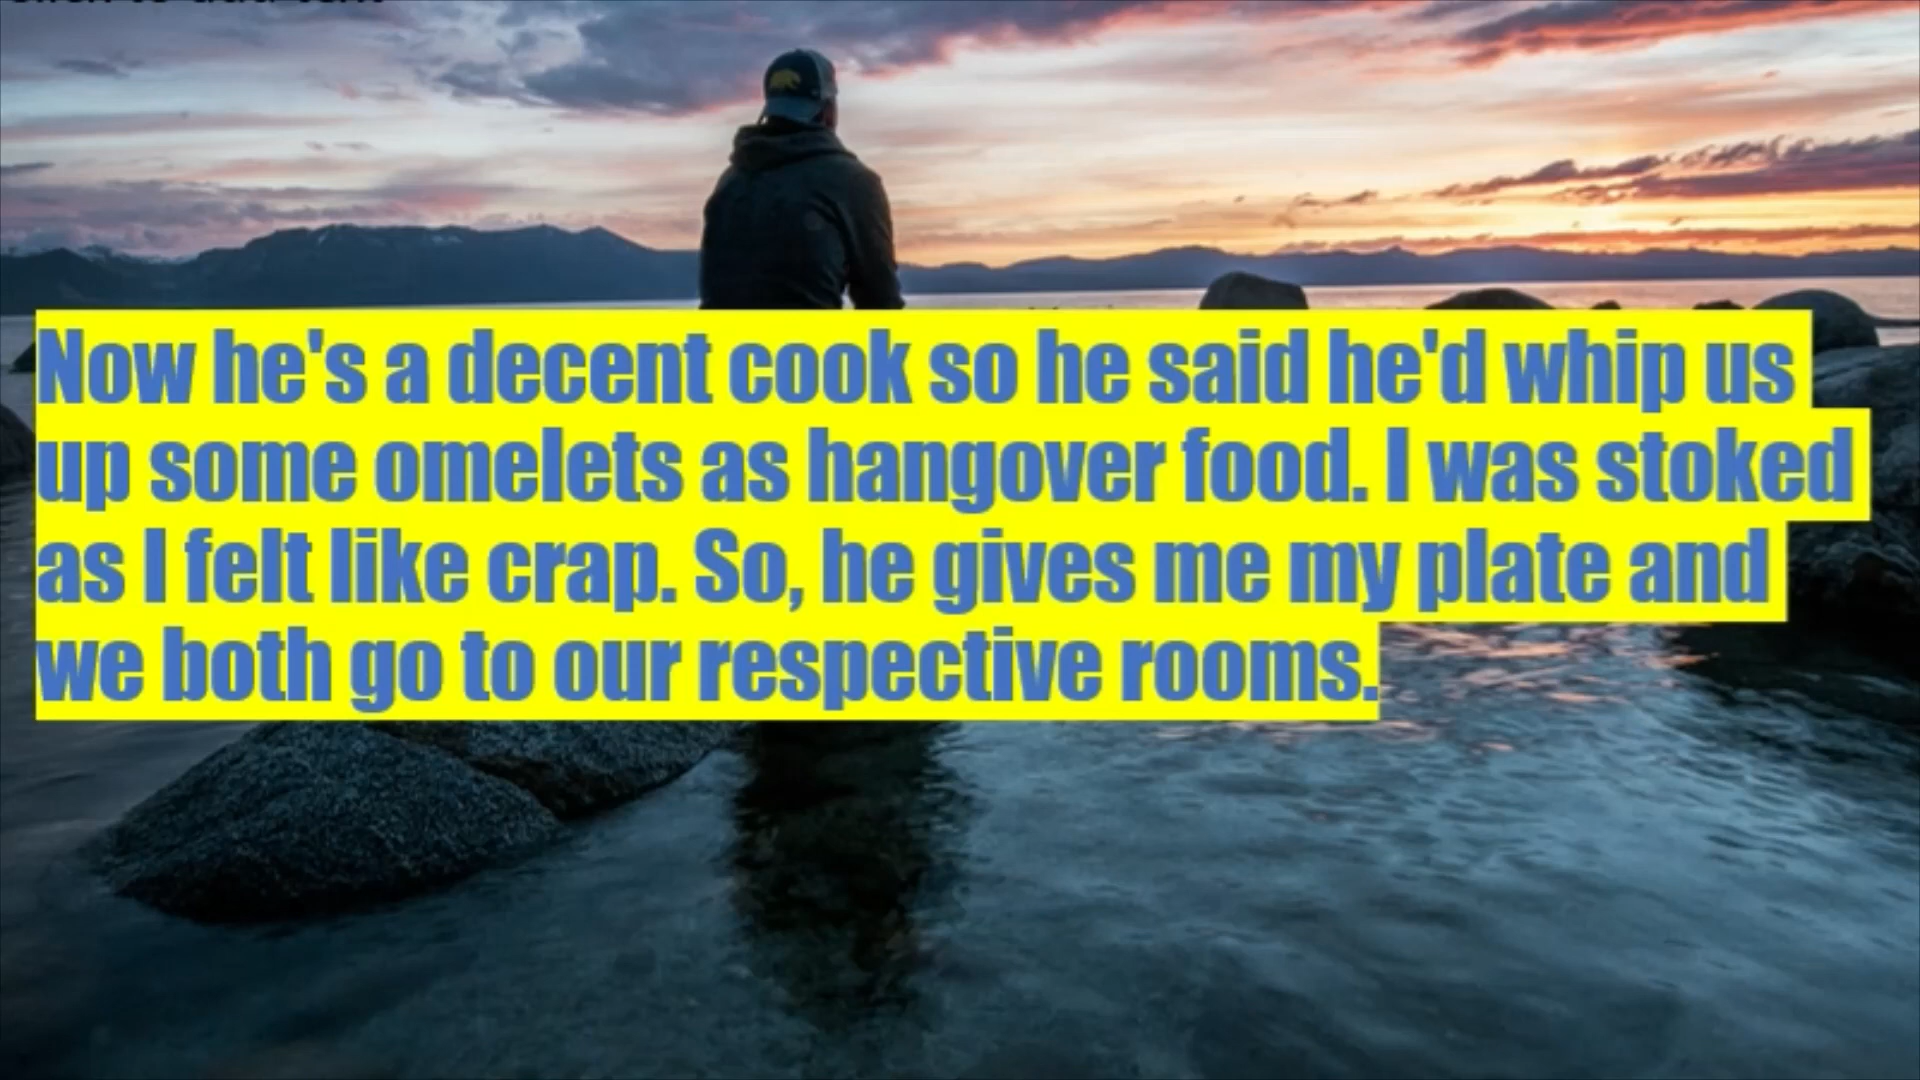 Now he's a decent cook so he said he'd whip us
up some omelets as hangover food. I was stoked
as I felt like crap. So, he gives me my plate and
we both go to our respective rooms.